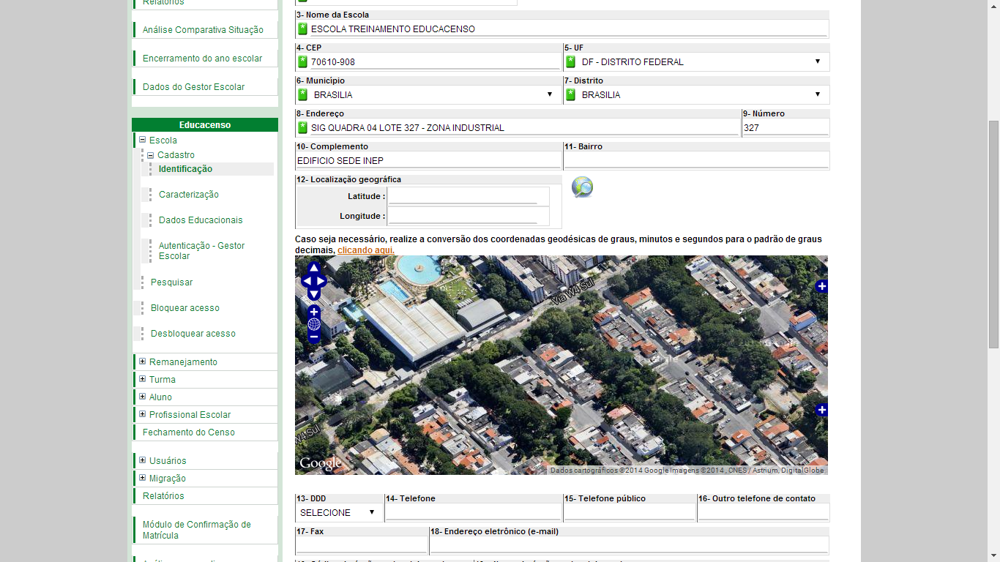 Relatórios
Análise Comparativa Situação
Encerramento do ano escolar
Dados do Gestor Escolar
Educacenso
Escola
Cadastro
Identificação
Caracterização
Dados Educacionais
Autenticação - Gestor
Escolar
Pesquisar
Bloquear acesso
Desbloquear acesso
Remanejamento
Turma
Aluno
Profissional Escolar
Fechamento do Censo
Usuários
Migração
Relatórios
Módulo de Confirmação de
Matrícula
3- Nome da Escola
ESCOLA TREINAMENTO EDUCACENSO
4- CEP
70610-908
5- UF
DF - DISTRITO FEDERAL
6- Município
BRASILIA
7- Distrito
BRASILIA
8- Endereço
SIG QUADRA 04 LOTE 327 - ZONA INDUSTRIAL
9- Número
327
10- Complemento
EDIFICIO SEDE INEP
11- Bairro
12- Localização geográfica
Latitude :
Longitude :
Caso seja necessário, realize a conversão dos coordenadas geodésicas de graus, minutos e segundos para o padrão de graus
decimais, clicando aqui.
Via W4 Sul
W4 Sul
Google
Dados cartográficos ©2014 Google Imagens ©2014 , CNES / Astrium, DigitalGlobe
13- DDD
SELECIONE
14- Telefone
15- Telefone público
16- Outro telefone de contato
17- Fax
18- Endereço eletrônico (e-mail)